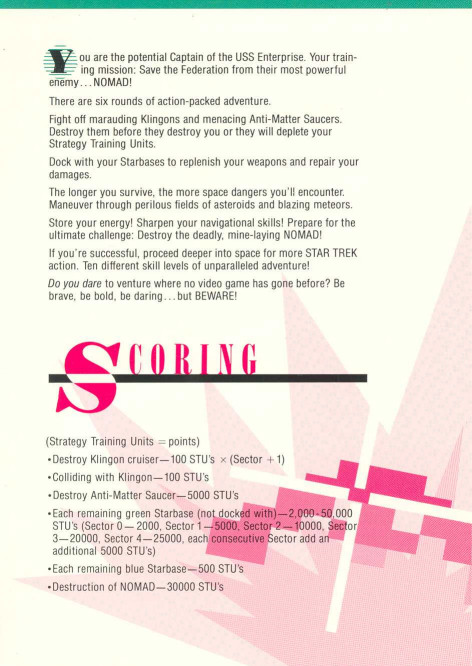 You are the potential Captain of the USS Enterprise. Your train-
ing mission: Save the Federation from their most powerful
enemy...NOMAD!
There are six rounds of action-packed adventure.
Fight off marauding Klingons and menacing Anti-Matter Saucers.
Destroy them before they destroy you or they will deplete your
Strategy Training Units.
Dock with your Starbases to replenish your weapons and repair your
damages.
The longer you survive, the more space dangers you'll encounter.
Maneuver through perilous fields of asteroids and blazing meteors.
Store your energy! Sharpen your navigational skills! Prepare for the
ultimate challenge: Destroy the deadly, mine-laying NOMAD!
If you're successful, proceed deeper into space for more STAR TREK
action. Ten different skill levels of unparalleled adventure!
Do you dare to venture where no video game has gone before? Be
brave, be bold, be daring...but BEWARE!
SCORING
(Strategy Training Units = points)
•Destroy Klingon cruiser—100 STU's × (Sector +1)
•Colliding with Klingon—100 STU's
•Destroy Anti-Matter Saucer—5000 STU's
•Each remaining green Starbase (not docked with)—2,000-50,000
STU's (Sector 0—2000, Sector 1—5000, Sector 2—10000, Sector
3—20000, Sector 4—25000, each consecutive Sector add an
additional 5000 STU's)
•Each remaining blue Starbase—500 STU's
•Destruction of NOMAD—30000 STU's